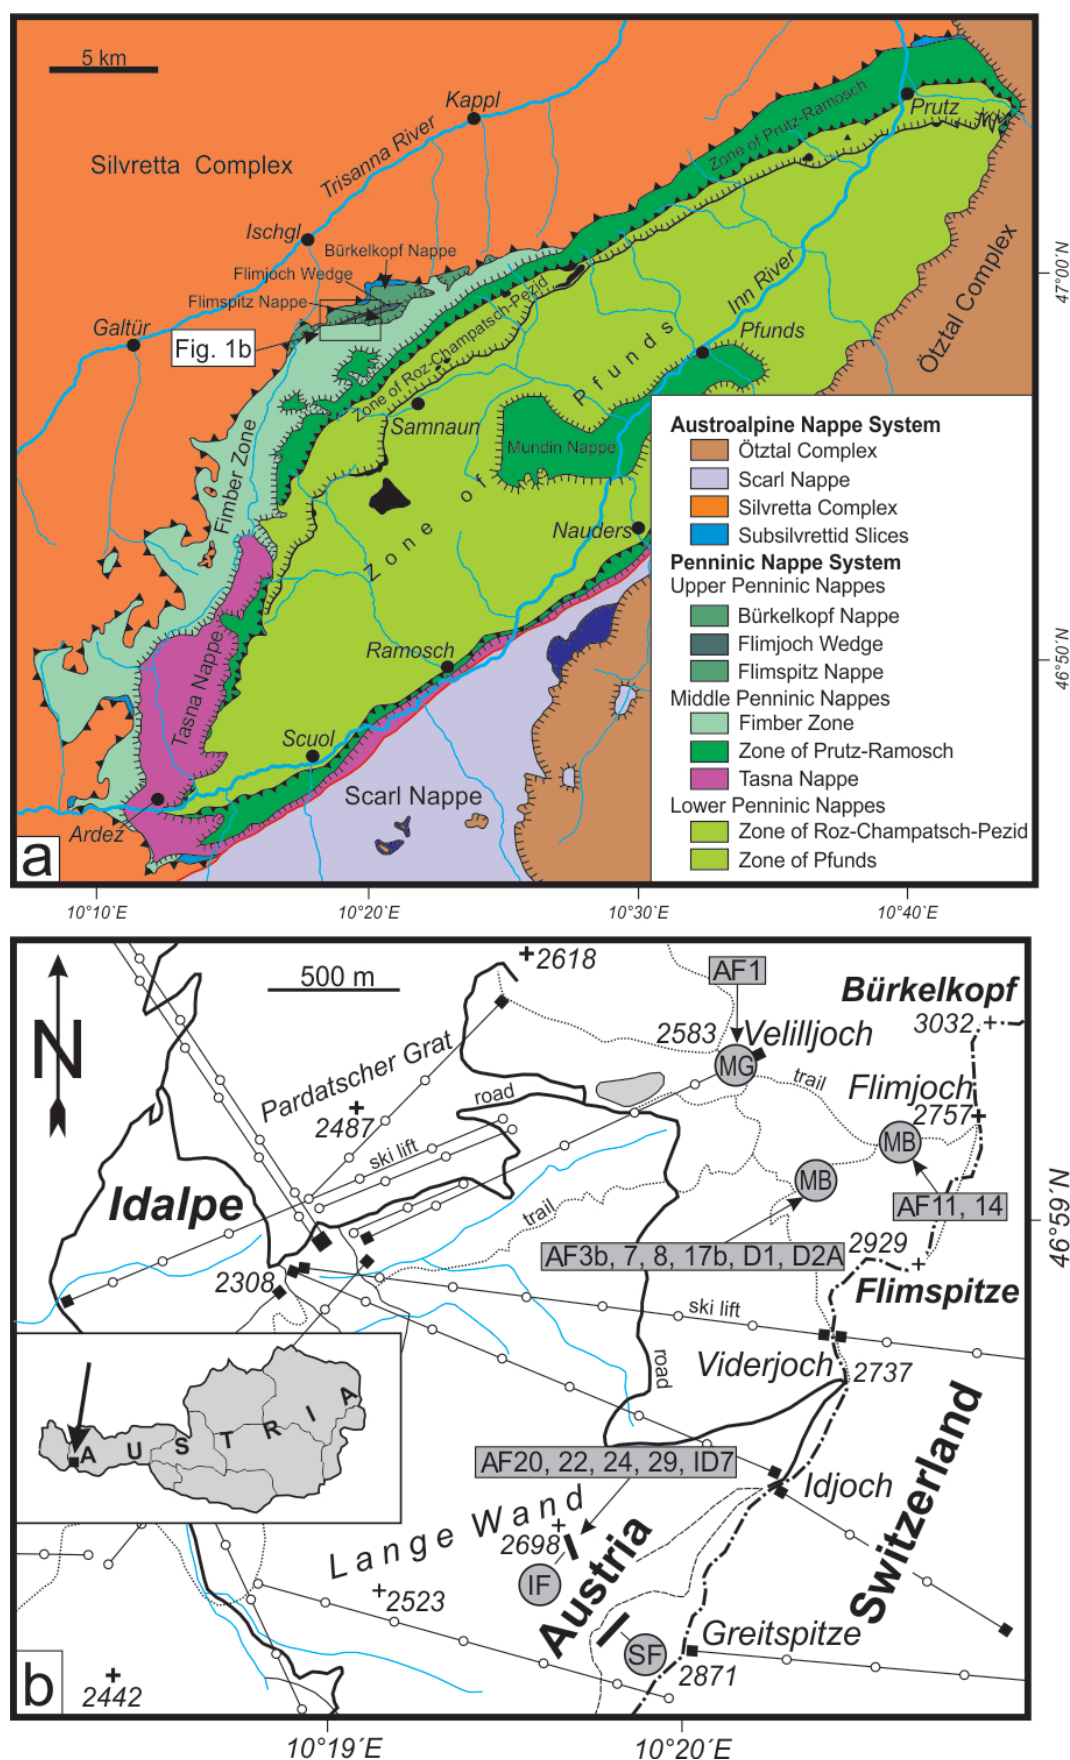 5 km
Kappl
Trisanna River
Silvretta Complex
Zone of Prutz-Ramosch
Prutz
Ischgl
Bürkelkopf Nappe
Flimjoch Wedge
Flimspitz Nappe
Galtür
Fig. 1b
Zone of Roz-Champatsch-Pezid
Inn River
Ötztal Complex
47°00´N
Pfunds
Zone of Pfunds
Samnaun
Mundin Nappe
Fimber Zone
Nauders
Ramosch
Tasna Nappe
Scuol
Scarl Nappe
Ardez
46°50´N
Austroalpine Nappe System
Ötztal Complex
Scarl Nappe
Silvretta Complex
Subsilvrettid Slices
Penninic Nappe System
Upper Penninic Nappes
Bürkelkopf Nappe
Flimjoch Wedge
Flimspitz Nappe
Middle Penninic Nappes
Fimber Zone
Zone of Prutz-Ramosch
Tasna Nappe
Lower Penninic Nappes
Zone of Roz-Champatsch-Pezid
Zone of Pfunds
a
10°10´E
10°20´E
10°30´E
10°40´E
N
500 m
2618
AF1
Bürkelkopf
3032
2583
Velilljoch
MG
Pardatscher Grat
2487
road
trail
Flimjoch
2757
MB
ski lift
MB
AF11, 14
Idalpe
trail
AF3b, 7, 8, 17b, D1, D2A
2929
Flimspitze
2308
46°59´N
ski lift
Viderjoch
2737
road
AUSTRIA
AF20, 22, 24, 29, ID7
Idjoch
Lange Wand
2698
IF
2523
Austria
Switzerland
Greitspitze
SF
2871
2442
b
10°19´E
10°20´E